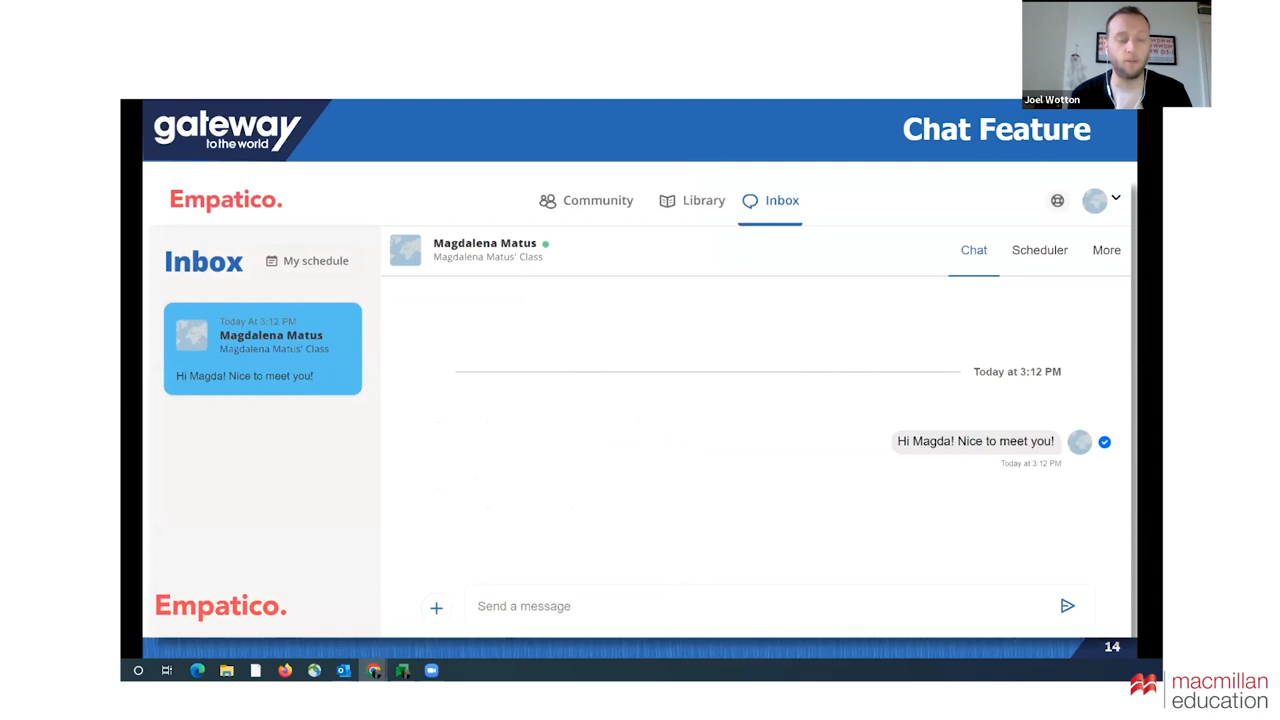 Joel Wotton
gateway
to the world
Chat Feature
Empatico.
Community
Library
Inbox
Inbox
My schedule
Magdalena Matus
Magdalena Matus' Class
Chat
Scheduler
More
Today At 3:12 PM
Magdalena Matus
Magdalena Matus' Class
Hi Magda! Nice to meet you!
Today at 3:12 PM
Hi Magda! Nice to meet you!
Today at 3:12 PM
Empatico.
Send a message
14
macmillan
education